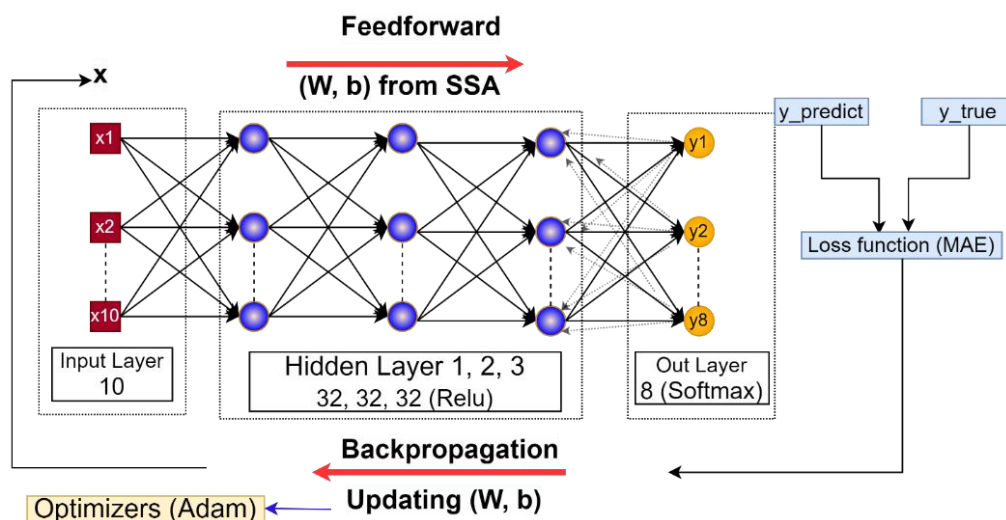 Feedforward
(W, b) from SSA
x
x1
x2
x10
y1
y2
y8
y_predict
y_true
Loss function (MAE)
Input Layer
10
Hidden Layer 1, 2, 3
32, 32, 32 (Relu)
Out Layer
8 (Softmax)
Backpropagation
Updating (W, b)
Optimizers (Adam)